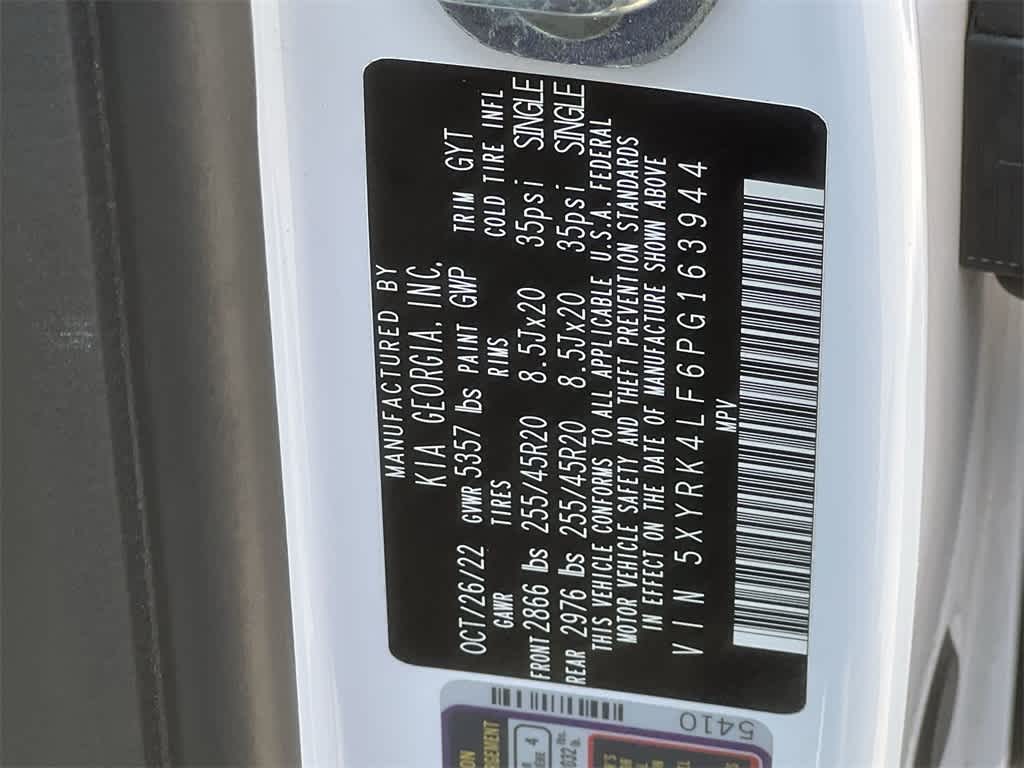 MANUFACTURED BY
KIA GEORGIA, INC.
OCT/26/22 GVWR 5357 lbs PAINT GWP TRIM GYT
GAWR TIRES RIMS COLD TIRE INFL
FRONT 2866 lbs 255/45R20 8.5Jx20 35psi SINGLE
REAR 2976 lbs 255/45R20 8.5Jx20 35psi SINGLE
THIS VEHICLE CONFORMS TO ALL APPLICABLE U.S.A. FEDERAL
MOTOR VEHICLE SAFETY AND THEFT PREVENTION STANDARDS
IN EFFECT ON THE DATE OF MANUFACTURE SHOWN ABOVE
VIN 5XYRK4LF6PG163944
MPV
5410
4